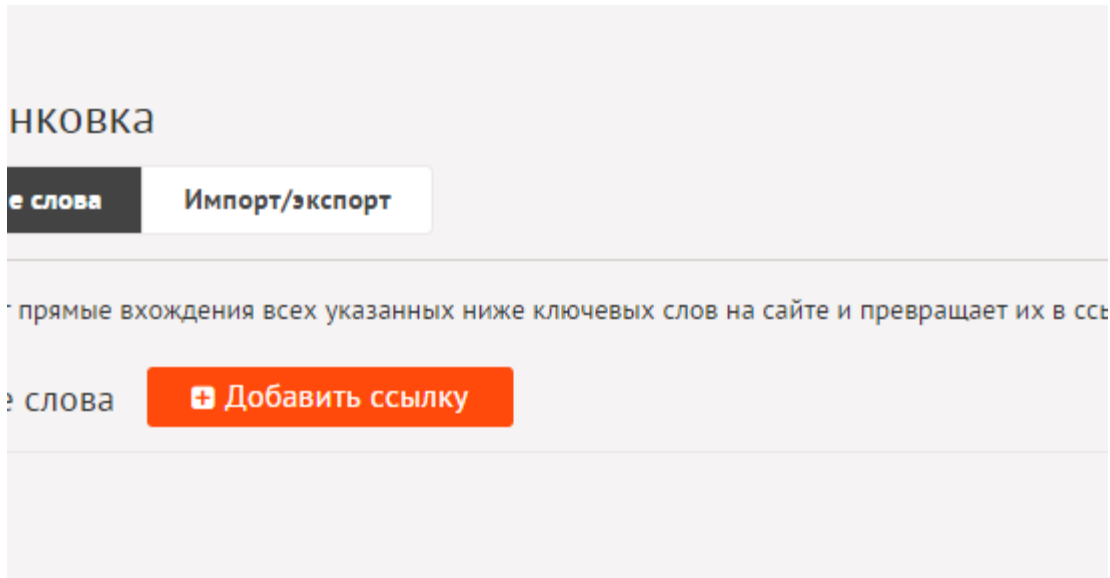 нковка
е слова Импорт/экспорт
прямые вхождения всех указанных ниже ключевых слов на сайте и превращает их в ссы
е слова Добавить ссылку